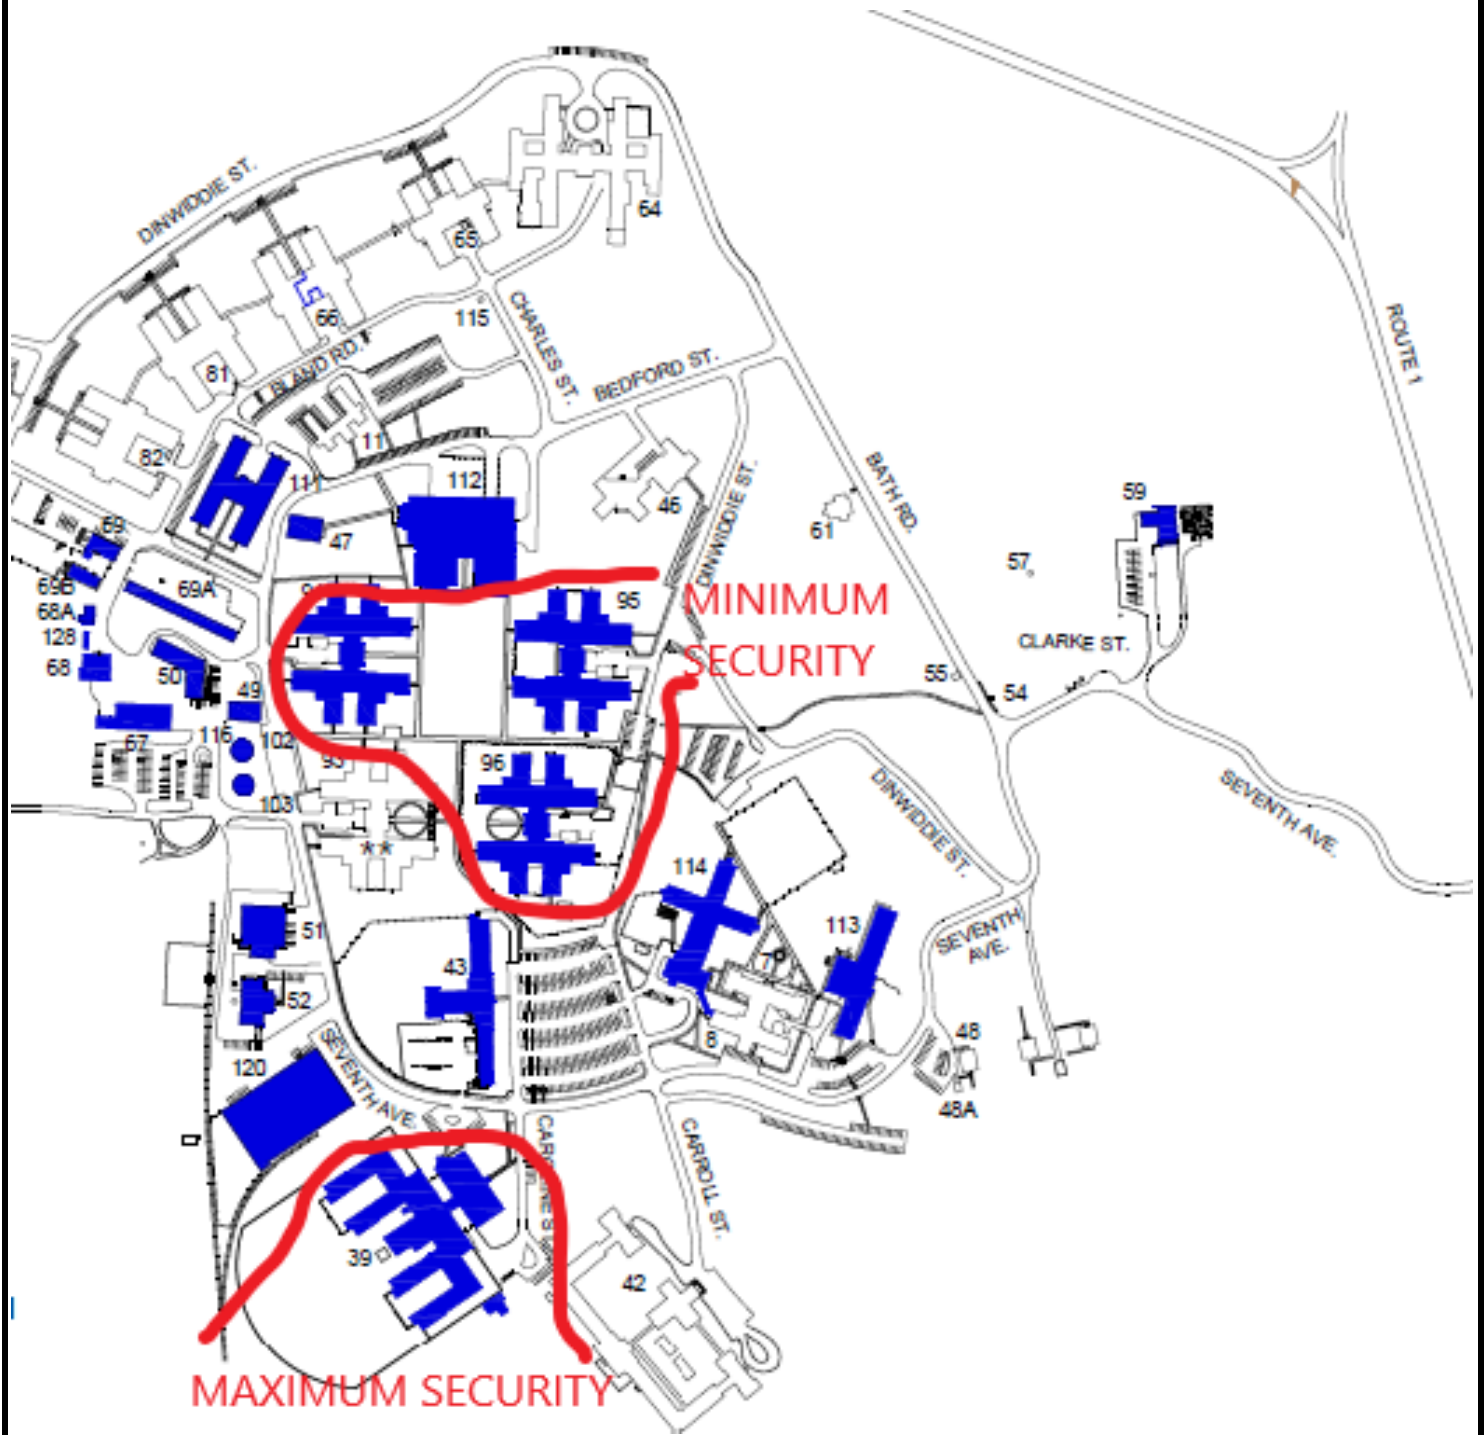 DINWIDDIE ST.
64
65
66
115
CHARLES ST.
ROUTE 1
81
BLAND RD.
BEDFORD ST.
82
11
111
112
46
DINWIDDIE ST.
BATH RD.
59
61
47
57
69
69B
69A
68A
128
68
50
49
95
MINIMUM
SECURITY
CLARKE ST.
55
54
67
116
102
93
96
103
**
DINWIDDIE ST.
SEVENTH AVE.
114
113
51
43
7
SEVENTH
AVE.
52
8
48
48A
120
SEVENTH AVE.
CARROLL ST.
39
42
MAXIMUM SECURITY